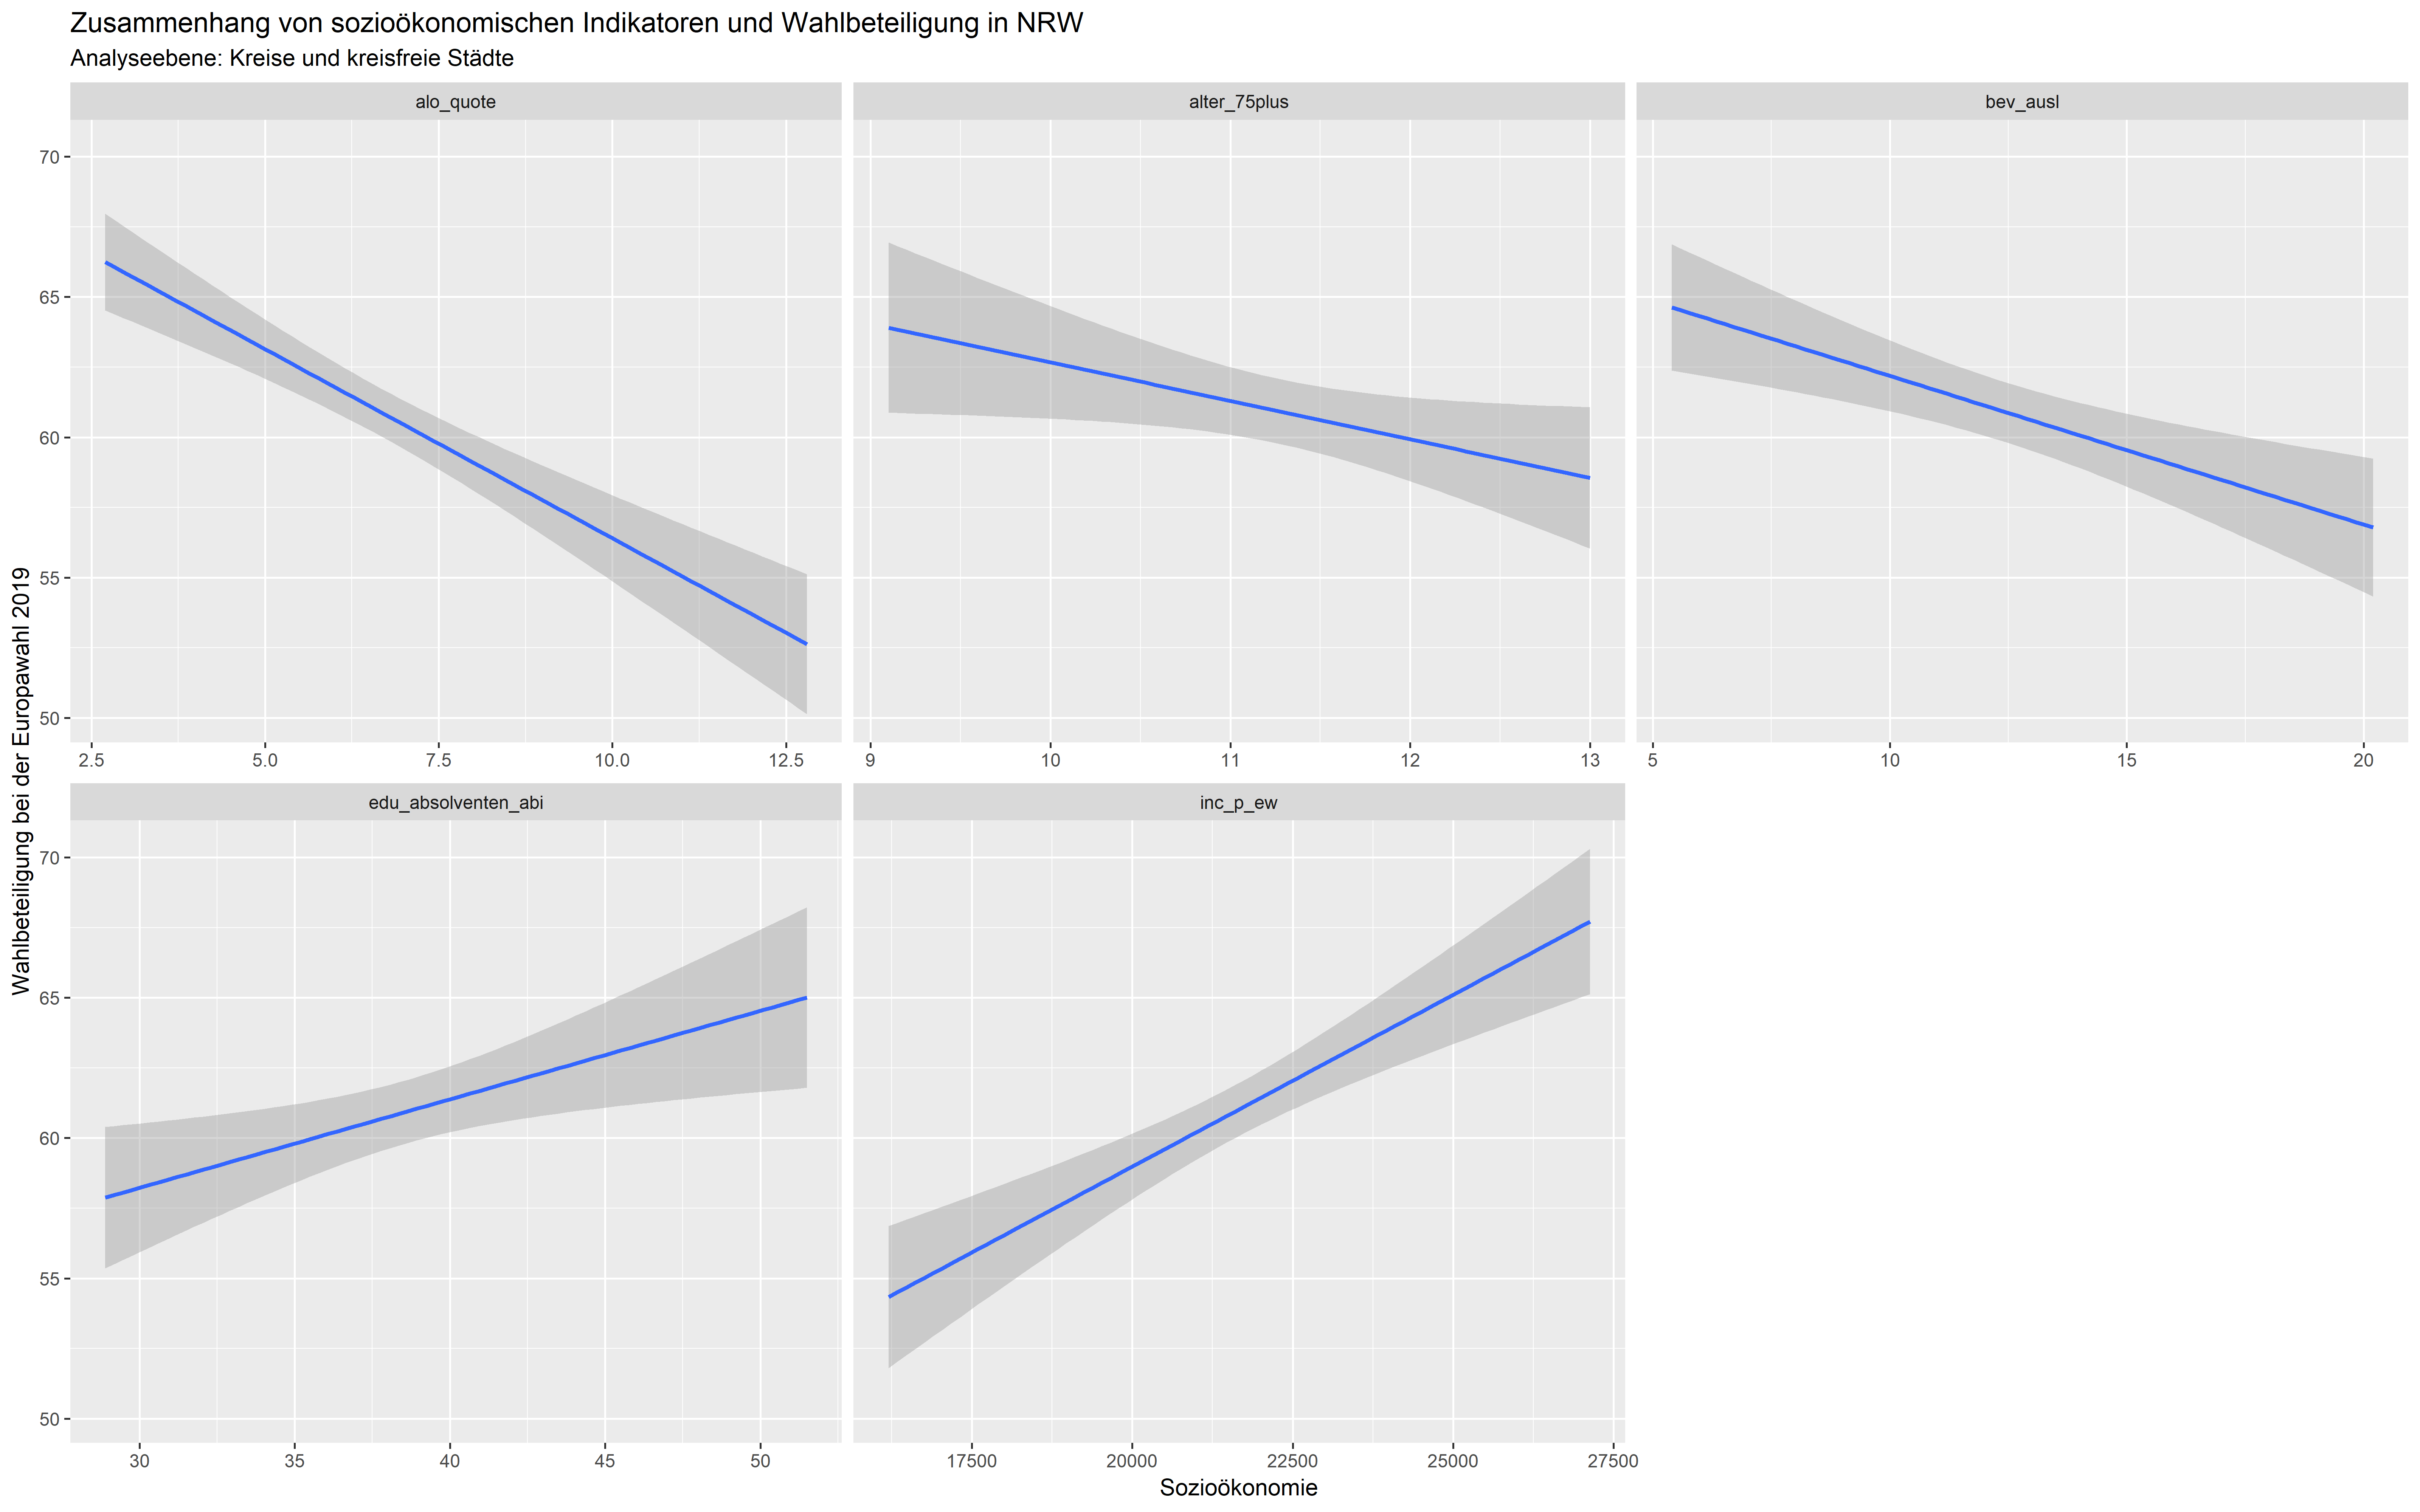 Zusammenhang von sozioökonomischen Indikatoren und Wahlbeteiligung in NRW
Analyseebene: Kreise und kreisfreie Städte
alo_quote
alter_75plus
bev_ausl
70
65
60
55
50
2.5 5.0 7.5 10.0 12.5
9 10 11 12 13
5 10 15 20
Wahlbeteiligung bei der Europawahl 2019
edu_absolventen_abi
inc_p_ew
70
65
60
55
50
30 35 40 45 50
17500 20000 22500 25000 27500
Sozioökonomie